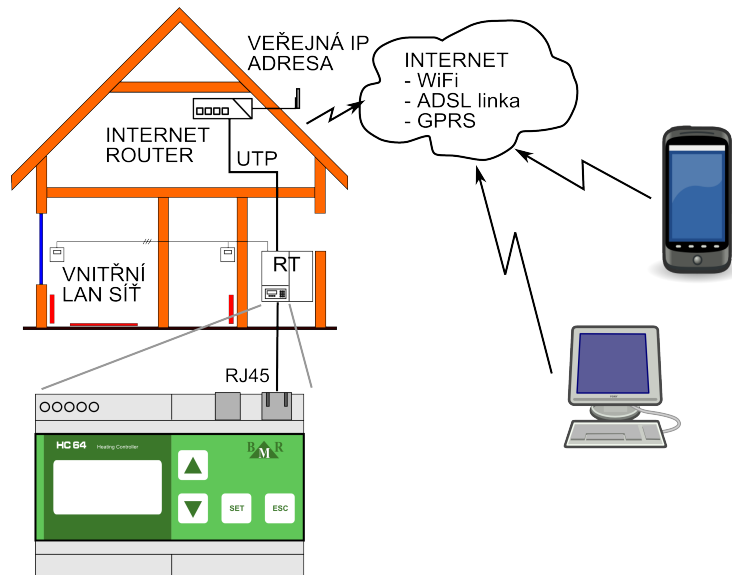 VEŘEJNÁ IP
ADRESA
INTERNET
- WiFi
- ADSL linka
- GPRS
INTERNET
ROUTER
UTP
RT
VNITŘNÍ
LAN SÍŤ
RJ45
HC 64 Heating Controller
B M R
SET
ESC